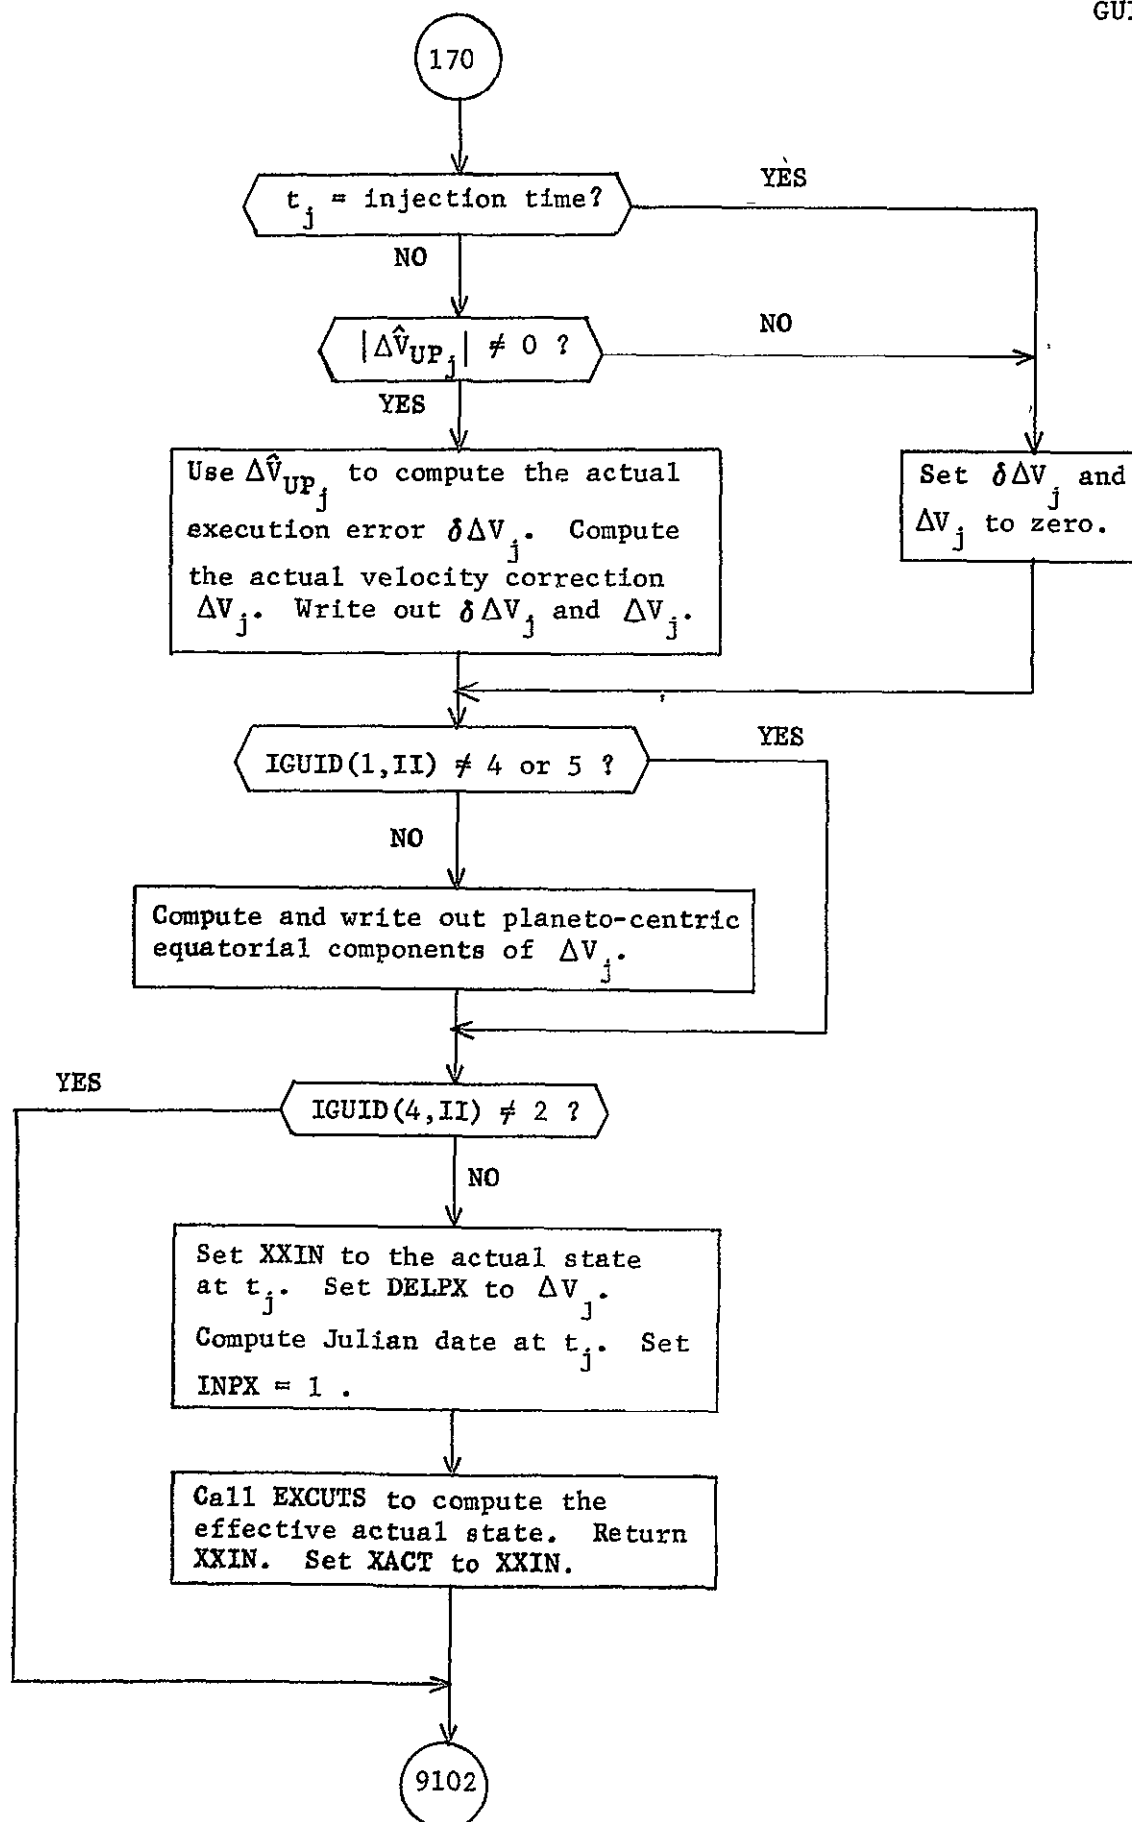 GUI
170
t_j = injection time?
YES
NO
|ΔV̂_UP_j| ≠ 0 ?
NO
YES
Use ΔV̂_UP_j to compute the actual
execution error δΔV_j. Compute
the actual velocity correction
ΔV_j. Write out δΔV_j and ΔV_j.
Set δΔV_j and
ΔV_j to zero.
IGUID(1,II) ≠ 4 or 5 ?
YES
NO
Compute and write out planeto-centric
equatorial components of ΔV_j.
YES
IGUID(4,II) ≠ 2 ?
NO
Set XXIN to the actual state
at t_j. Set DELPX to ΔV_j.
Compute Julian date at t_j. Set
INPX = 1 .
Call EXCUTS to compute the
effective actual state. Return
XXIN. Set XACT to XXIN.
9102